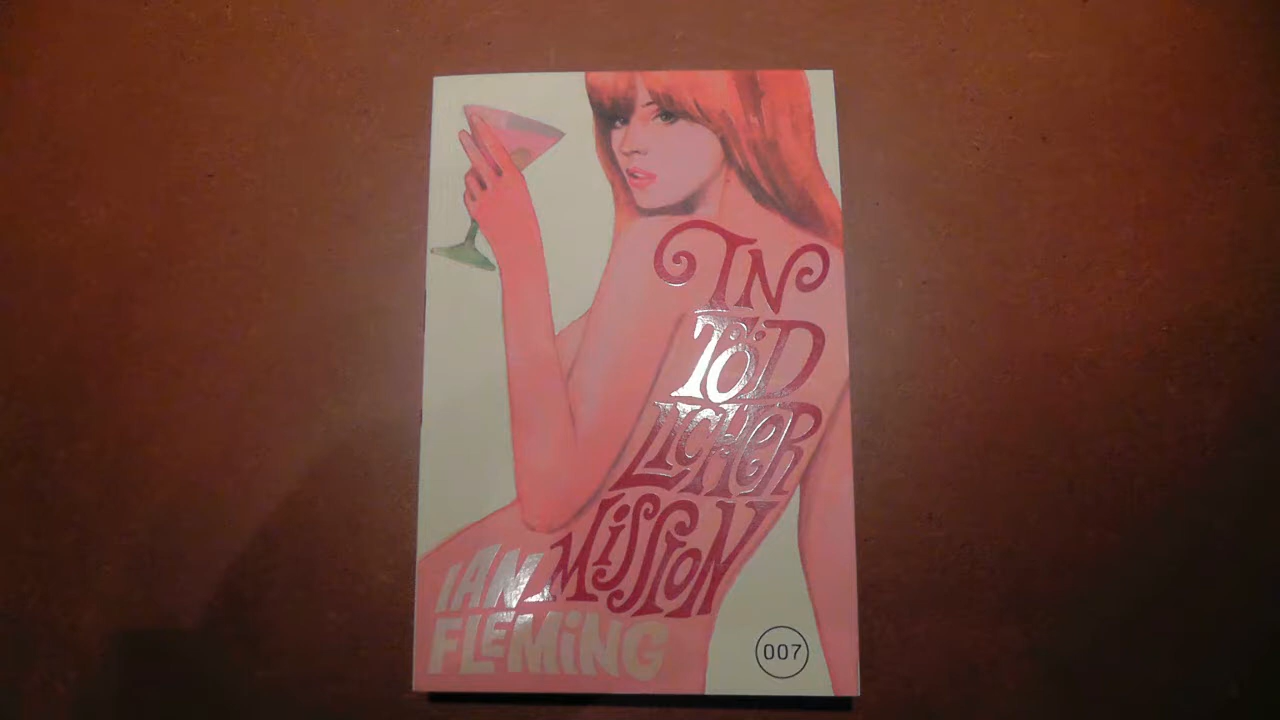 IN
TÖD
LICHER
MISSION
IAN
FLEMING
007